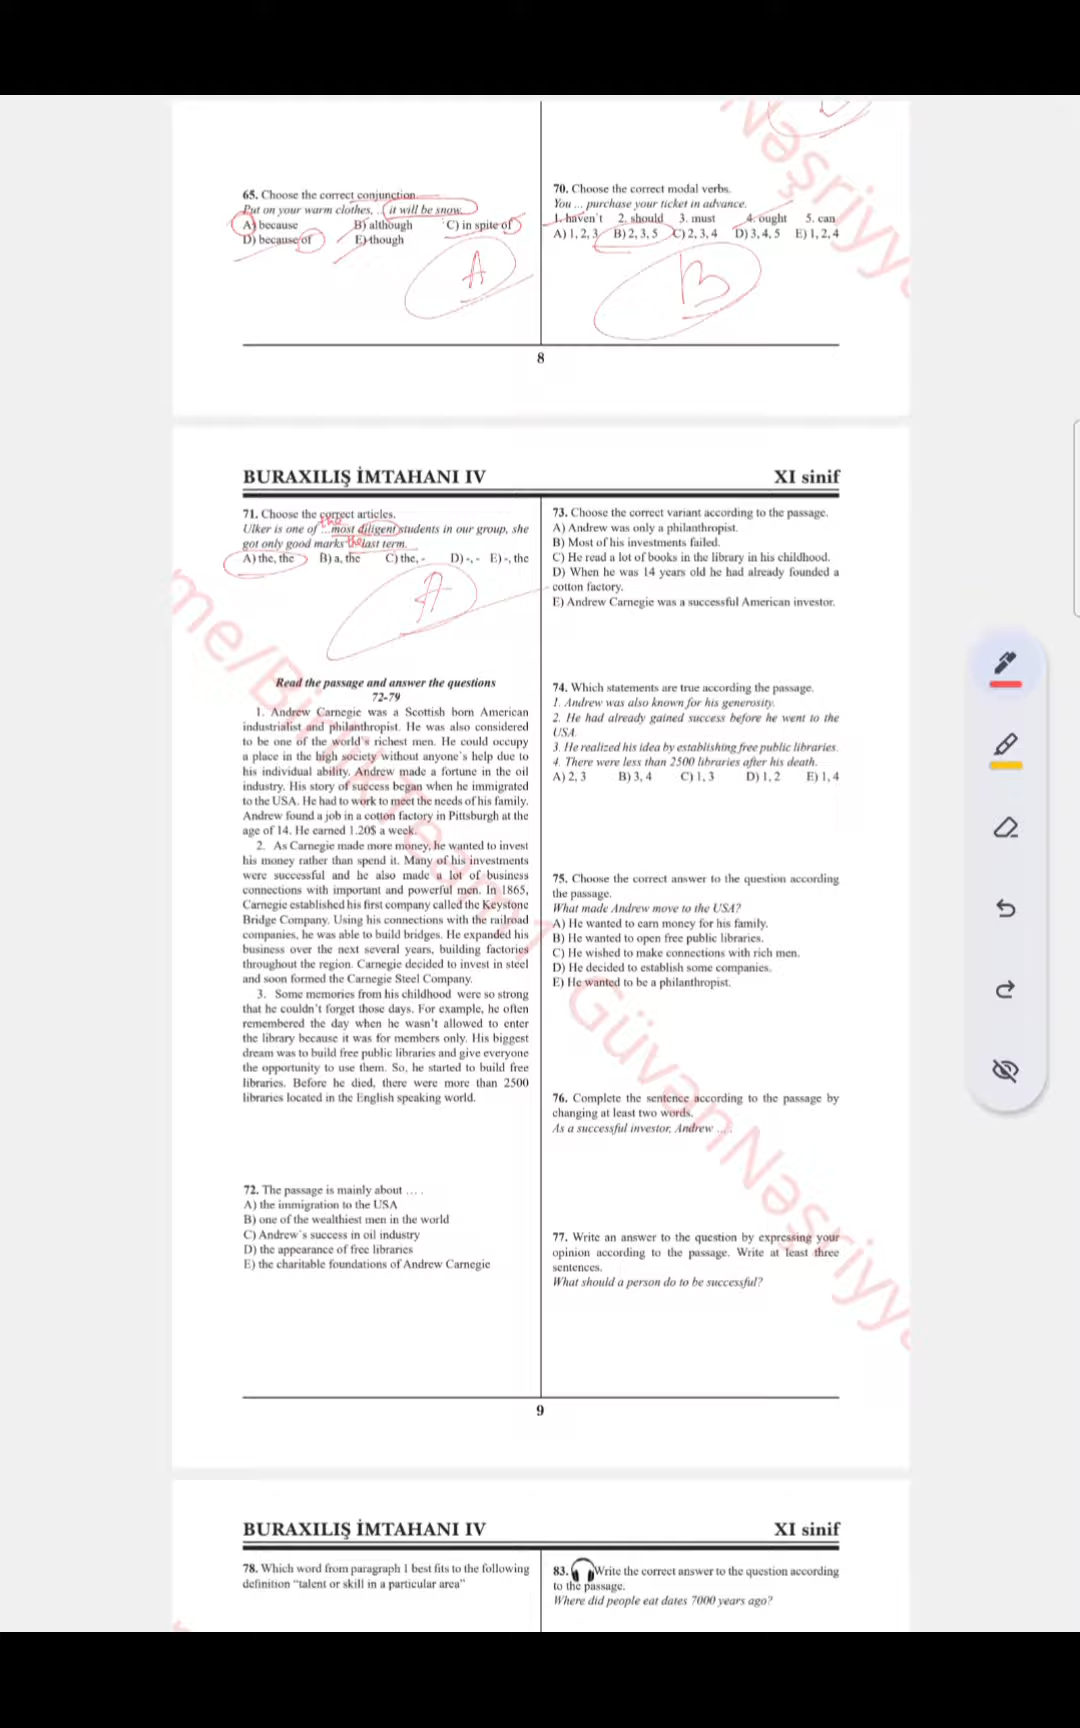 65. Choose the correct conjunction.
Put on your warm clothes, ... it will be snow.
A) because B) although C) in spite of
D) because of E) though
A
70. Choose the correct modal verbs.
You ... purchase your ticket in advance.
1. haven't 2. should 3. must 4. ought 5. can
A) 1, 2, 3 B) 2, 3, 5 C) 2, 3, 4 D) 3, 4, 5 E) 1, 2, 4
B
8
BURAXILIŞ İMTAHANI IV XI sinif
71. Choose the correct articles.
the
Ulker is one of ...most diligent students in our group, she
got only good marks the last term.
A) the, the B) a, the C) the, - D) -, - E) -, the
A
Read the passage and answer the questions
72-79
1. Andrew Carnegie was a Scottish born American
industrialist and philanthropist. He was also considered
to be one of the world's richest men. He could occupy
a place in the high society without anyone's help due to
his individual ability. Andrew made a fortune in the oil
industry. His story of success began when he immigrated
to the USA. He had to work to meet the needs of his family.
Andrew found a job in a cotton factory in Pittsburgh at the
age of 14. He earned 1.20$ a week.
2. As Carnegie made more money, he wanted to invest
his money rather than spend it. Many of his investments
were successful and he also made a lot of business
connections with important and powerful men. In 1865,
Carnegie established his first company called the Keystone
Bridge Company. Using his connections with the railroad
companies, he was able to build bridges. He expanded his
business over the next several years, building factories
throughout the region. Carnegie decided to invest in steel
and soon formed the Carnegie Steel Company.
3. Some memories from his childhood were so strong
that he couldn't forget those days. For example, he often
remembered the day when he wasn't allowed to enter
the library because it was for members only. His biggest
dream was to build free public libraries and give everyone
the opportunity to use them. So, he started to build free
libraries. Before he died, there were more than 2500
libraries located in the English speaking world.
72. The passage is mainly about ... .
A) the immigration to the USA
B) one of the wealthiest men in the world
C) Andrew's success in oil industry
D) the appearance of free libraries
E) the charitable foundations of Andrew Carnegie
73. Choose the correct variant according to the passage.
A) Andrew was only a philanthropist.
B) Most of his investments failed.
C) He read a lot of books in the library in his childhood.
D) When he was 14 years old he had already founded a
cotton factory.
E) Andrew Carnegie was a successful American investor.
74. Which statements are true according the passage.
1. Andrew was also known for his generosity.
2. He had already gained success before he went to the
USA.
3. He realized his idea by establishing free public libraries.
4. There were less than 2500 libraries after his death.
A) 2, 3 B) 3, 4 C) 1, 3 D) 1, 2 E) 1, 4
75. Choose the correct answer to the question according
the passage.
What made Andrew move to the USA?
A) He wanted to earn money for his family.
B) He wanted to open free public libraries.
C) He wished to make connections with rich men.
D) He decided to establish some companies.
E) He wanted to be a philanthropist.
76. Complete the sentence according to the passage by
changing at least two words.
As a successful investor, Andrew ... .
77. Write an answer to the question by expressing your
opinion according to the passage. Write at least three
sentences.
What should a person do to be successful?
9
BURAXILIŞ İMTAHANI IV XI sinif
78. Which word from paragraph 1 best fits to the following
definition "talent or skill in a particular area"
83. Write the correct answer to the question according
to the passage.
Where did people eat dates 7000 years ago?
me/BirlikTeam1 GüvənNəşriyy
Nəşriyy